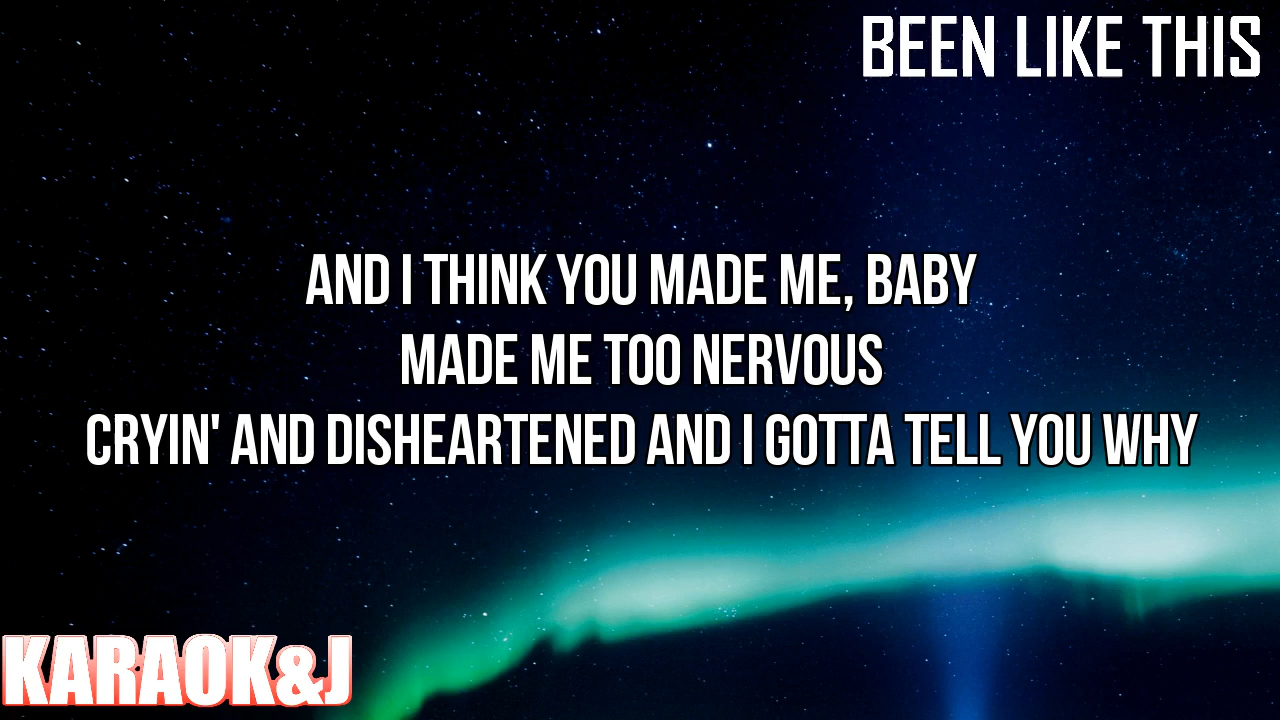 BEEN LIKE THIS
AND I THINK YOU MADE ME, BABY
MADE ME TOO NERVOUS
CRYIN' AND DISHEARTENED AND I GOTTA TELL YOU WHY
KARAOK&J